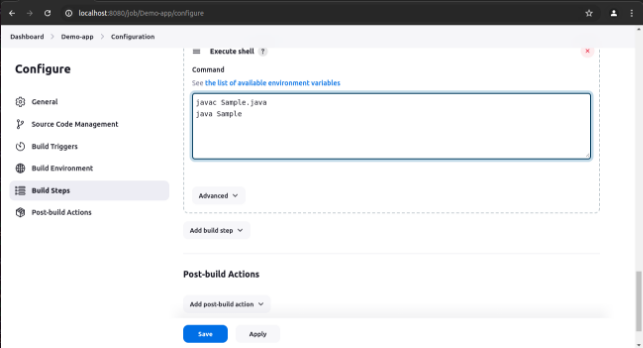 localhost:8080/job/Demo-app/configure
Dashboard > Demo-app > Configuration
Configure
General
Source Code Management
Build Triggers
Build Environment
Build Steps
Post-build Actions
Execute shell ?
Command
See the list of available environment variables
javac Sample.java
java Sample
Advanced
Add build step
Post-build Actions
Add post-build action
Save Apply